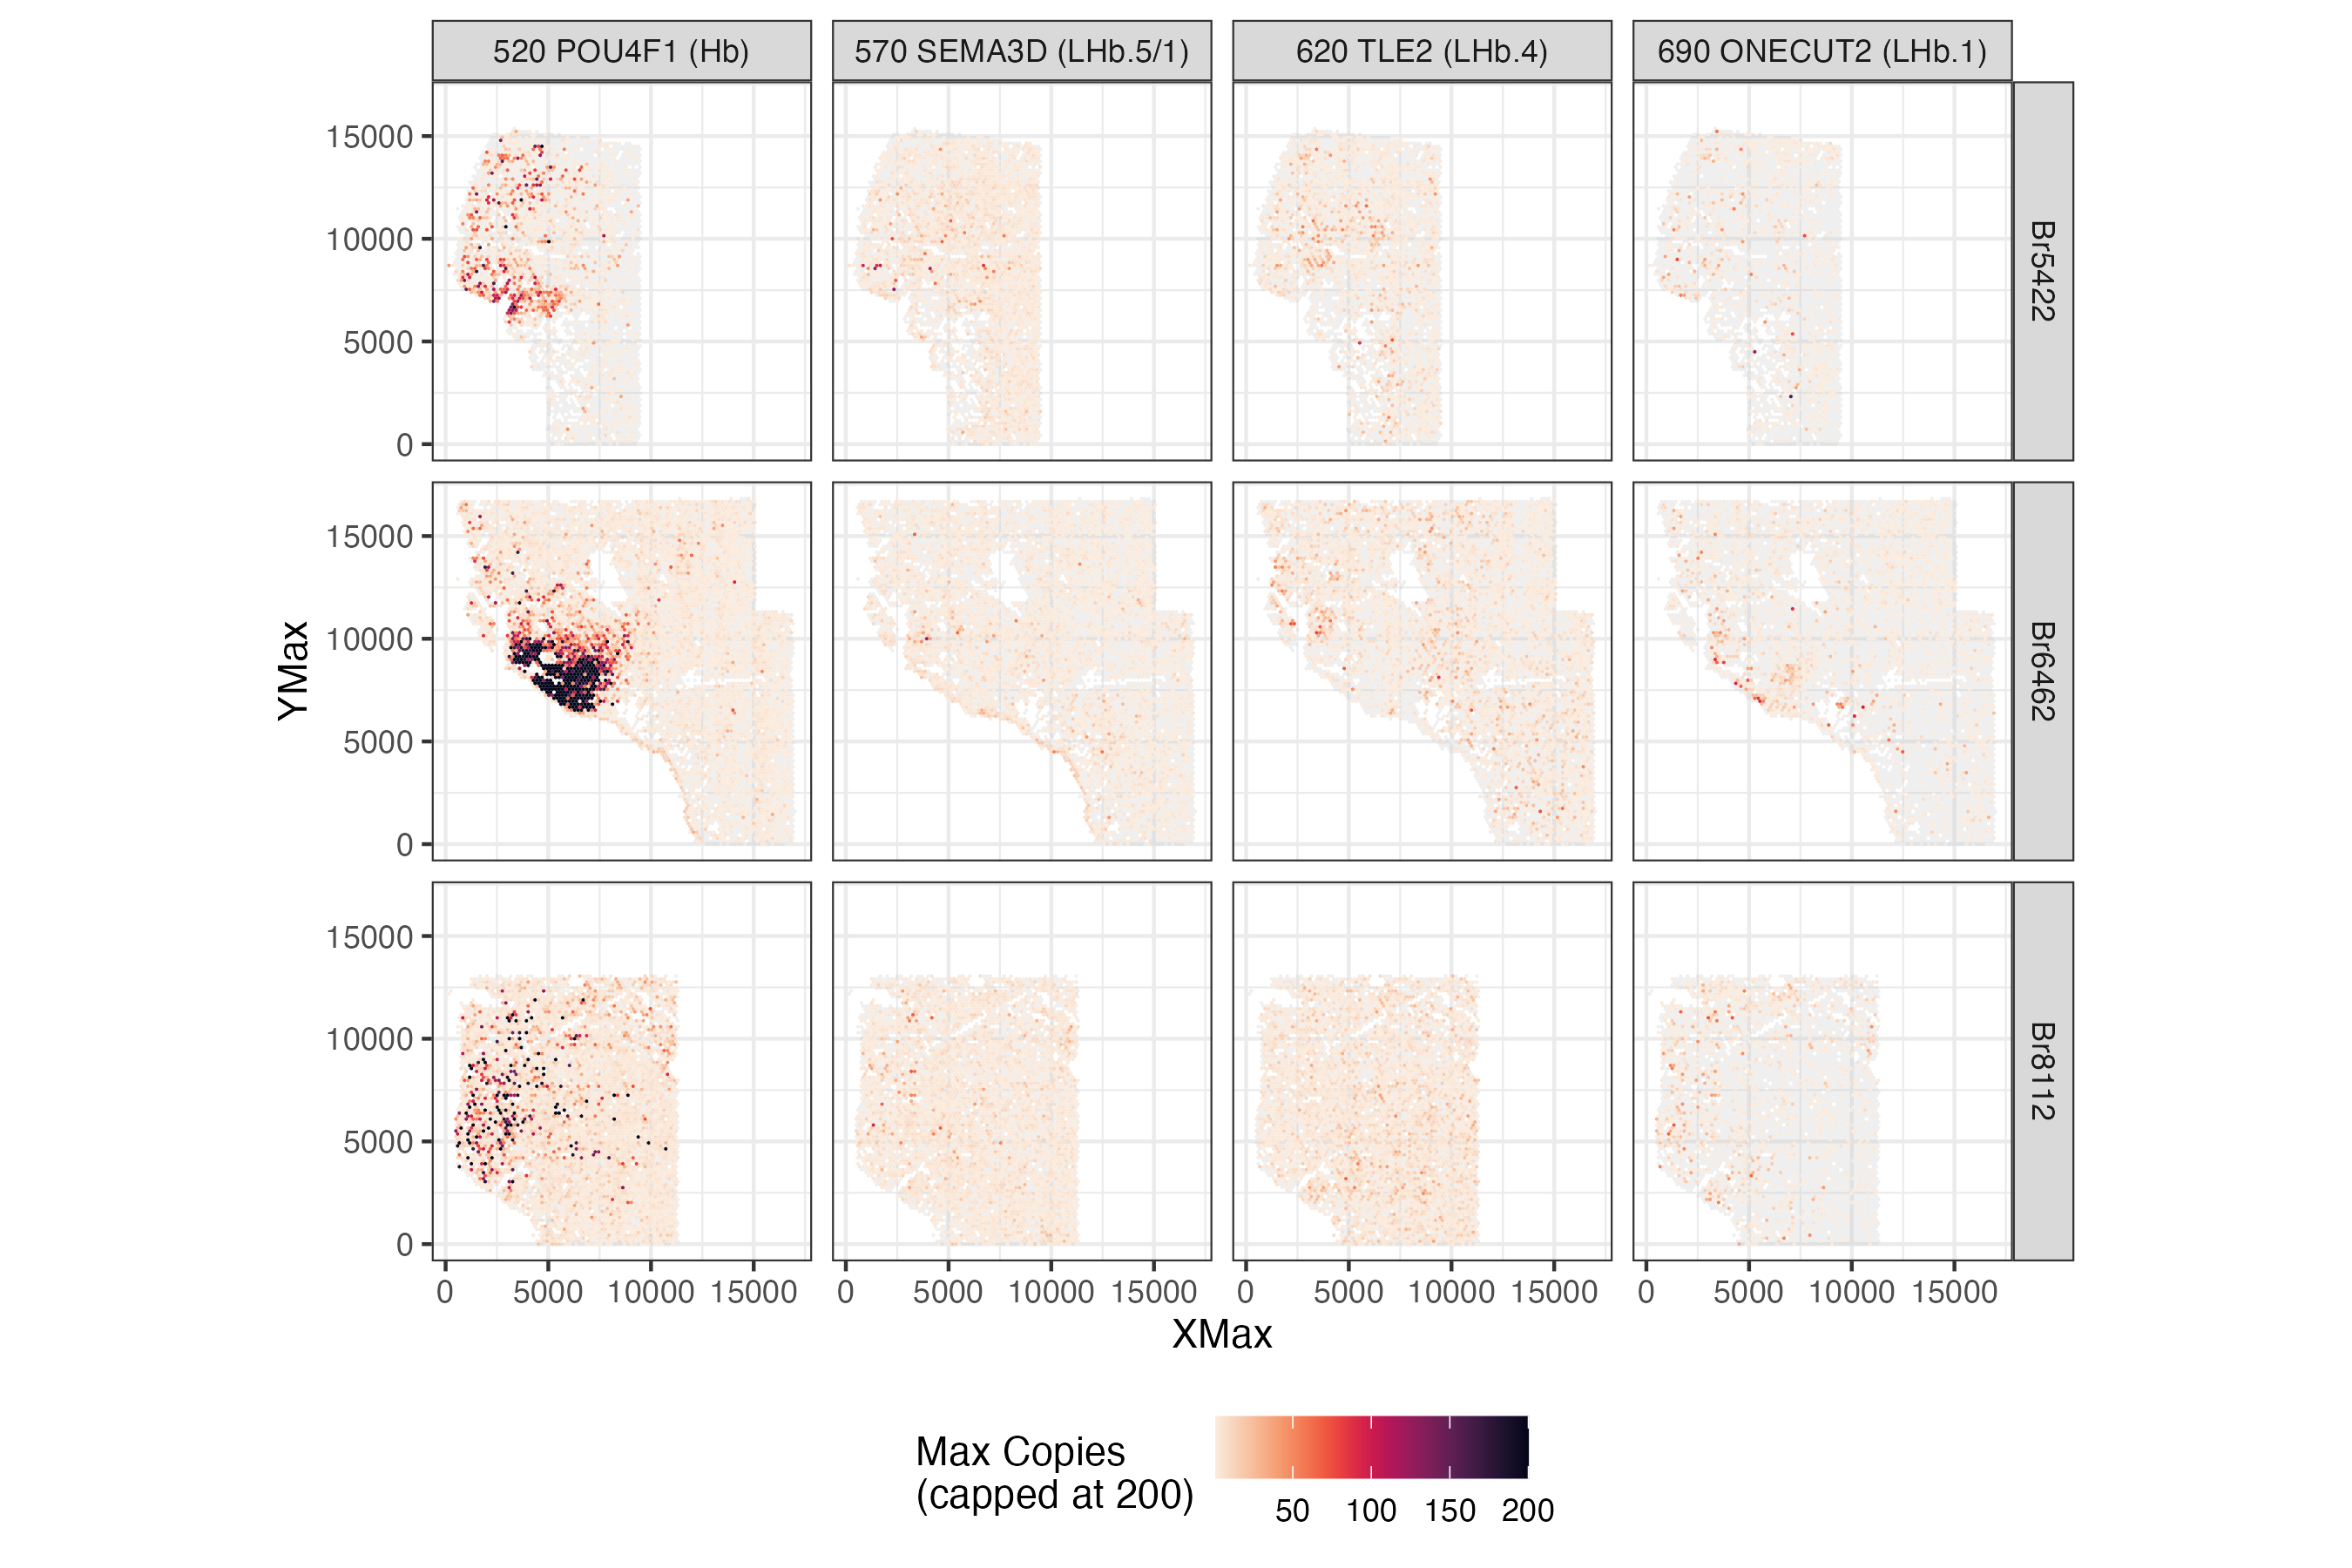 520 POU4F1 (Hb)
570 SEMA3D (LHb.5/1)
620 TLE2 (LHb.4)
690 ONECUT2 (LHb.1)
15000
10000
5000
0
Br5422
15000
10000
5000
0
Br6462
15000
10000
5000
0
Br8112
YMax
0 5000 10000 15000
0 5000 10000 15000
0 5000 10000 15000
0 5000 10000 15000
XMax
Max Copies
(capped at 200)
50 100 150 200